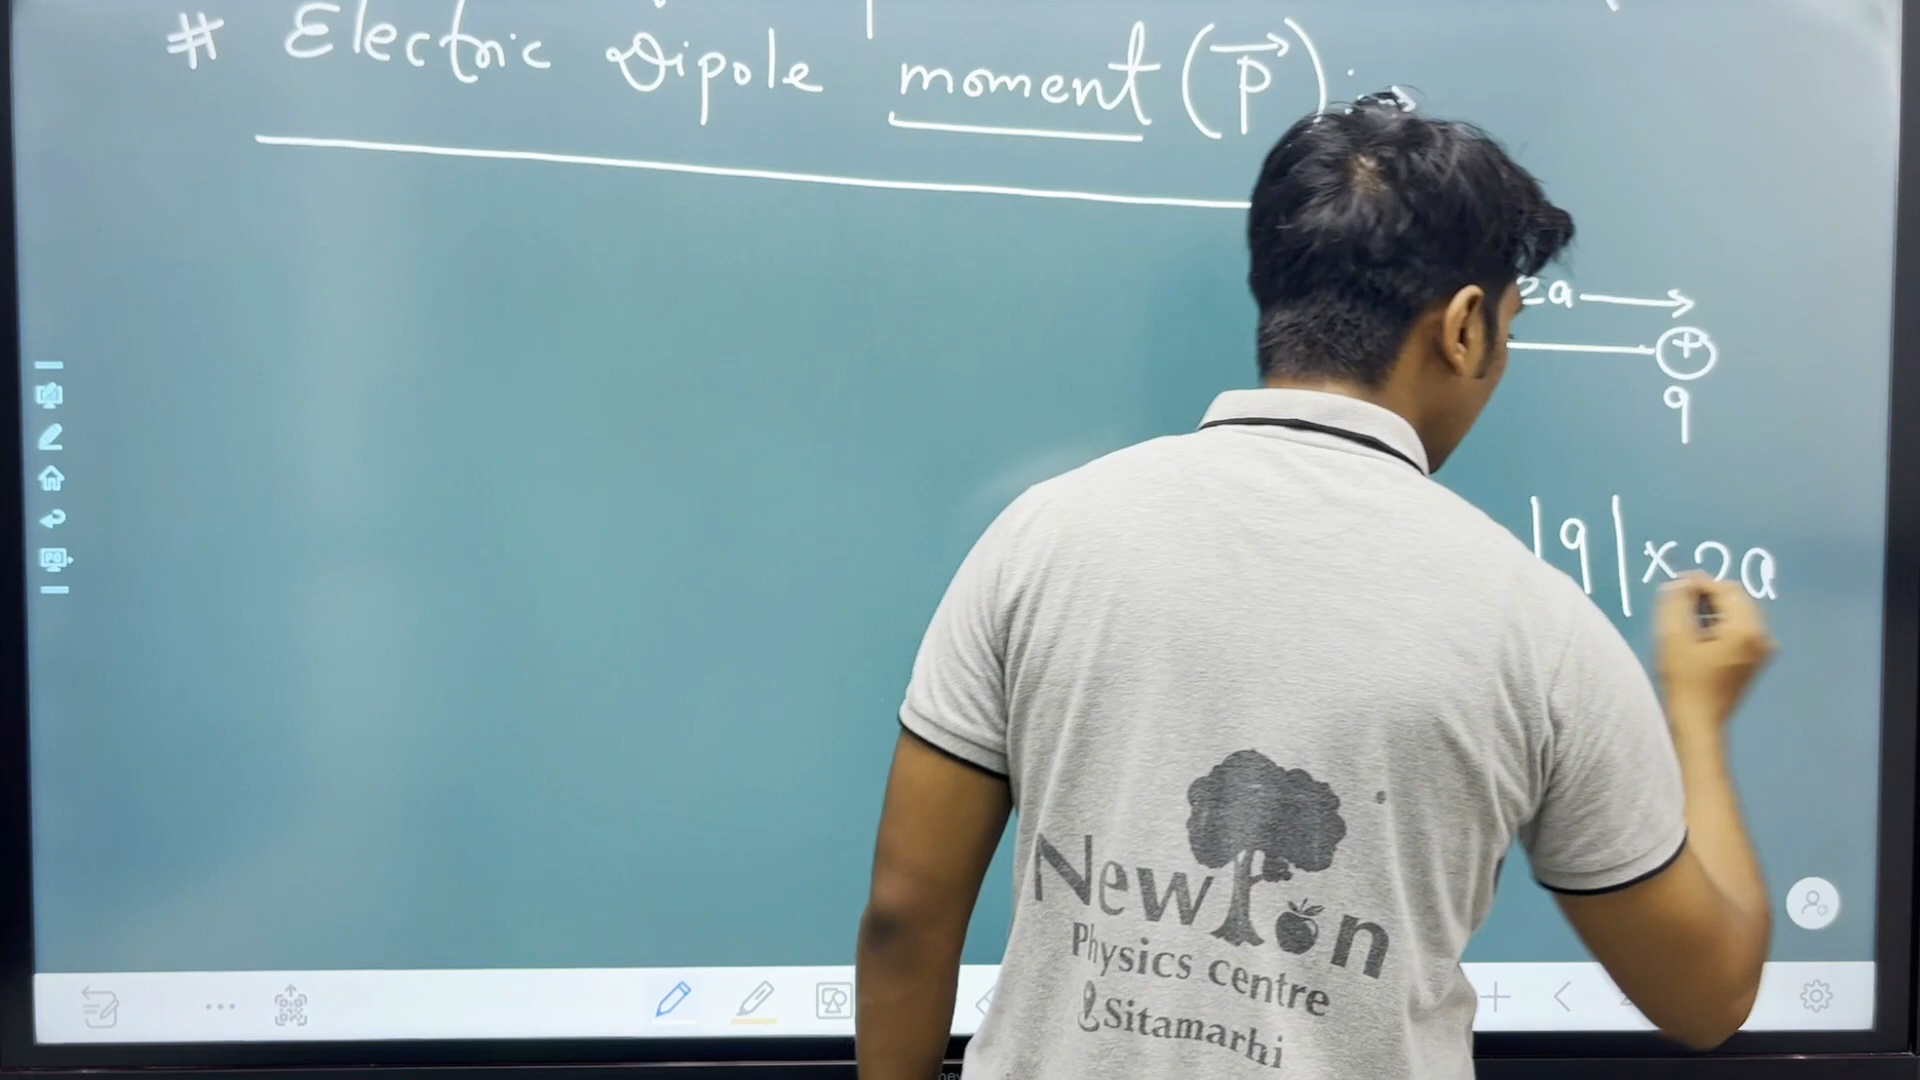 # Electric Dipole moment (p⃗) :-
2a
+
q
|q| × 2a
Newton
Physics centre
Sitamarhi